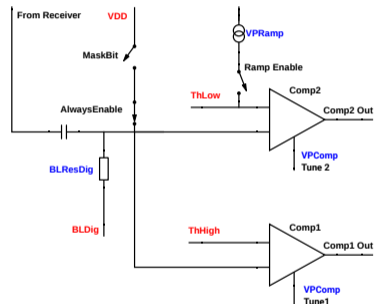 From Receiver
VDD
VPRamp
MaskBit
Ramp Enable
ThLow
Comp2
Comp2 Out
AlwaysEnable
VPComp
Tune 2
BLResDig
BLDig
ThHigh
Comp1
Comp1 Out
VPComp
Tune1